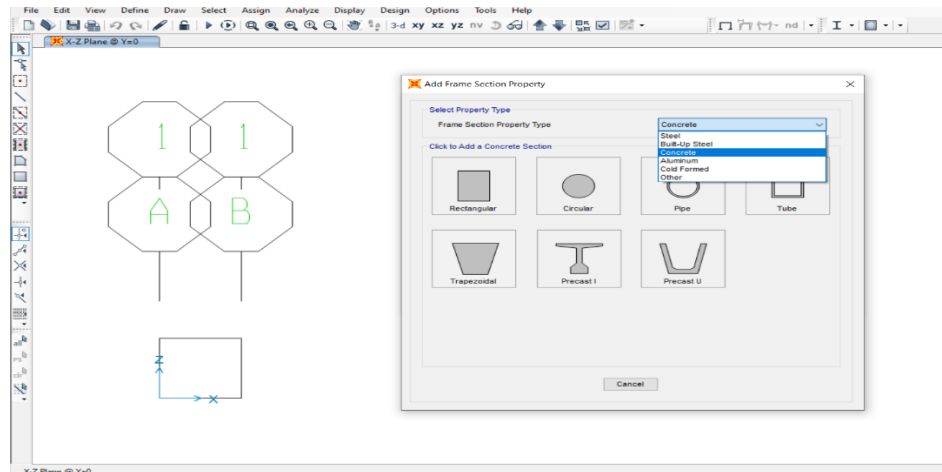 File Edit View Define Draw Select Assign Analyze Display Design Options Tools Help
3-d xy xz yz nv nd
X-Z Plane @ Y=0
1 1
A B
Z
X
Add Frame Section Property
Select Property Type
Frame Section Property Type Concrete
Steel
Built-Up Steel
Concrete
Aluminum
Cold Formed
Other
Click to Add a Concrete Section
Rectangular Circular Pipe Tube
Trapezoidal Precast I Precast U
Cancel
all
X-Z Plane @ Y=0